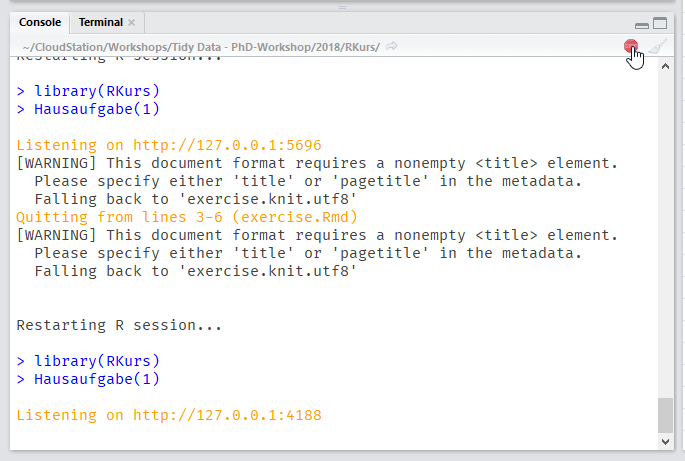 Console Terminal
~/CloudStation/Workshops/Tidy Data - PhD-Workshop/2018/RKurs/
Restarting R session...
> library(RKurs)
> Hausaufgabe(1)
Listening on http://127.0.0.1:5696
[WARNING] This document format requires a nonempty <title> element.
Please specify either 'title' or 'pagetitle' in the metadata.
Falling back to 'exercise.knit.utf8'
Quitting from lines 3-6 (exercise.Rmd)
[WARNING] This document format requires a nonempty <title> element.
Please specify either 'title' or 'pagetitle' in the metadata.
Falling back to 'exercise.knit.utf8'
Restarting R session...
> library(RKurs)
> Hausaufgabe(1)
Listening on http://127.0.0.1:4188